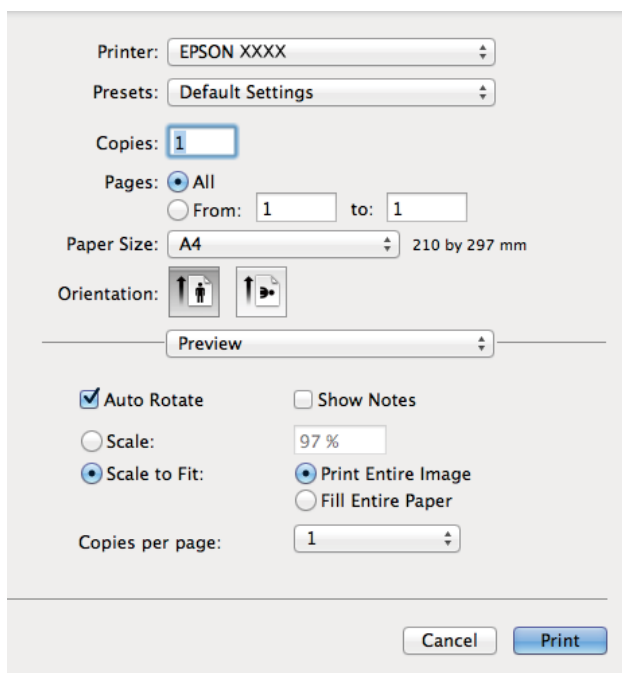 Printer: EPSON XXXX
Presets: Default Settings
Copies: 1
Pages: All
From: 1 to: 1
Paper Size: A4 210 by 297 mm
Orientation:
Preview
Auto Rotate Show Notes
Scale: 97 %
Scale to Fit: Print Entire Image
Fill Entire Paper
Copies per page: 1
Cancel Print